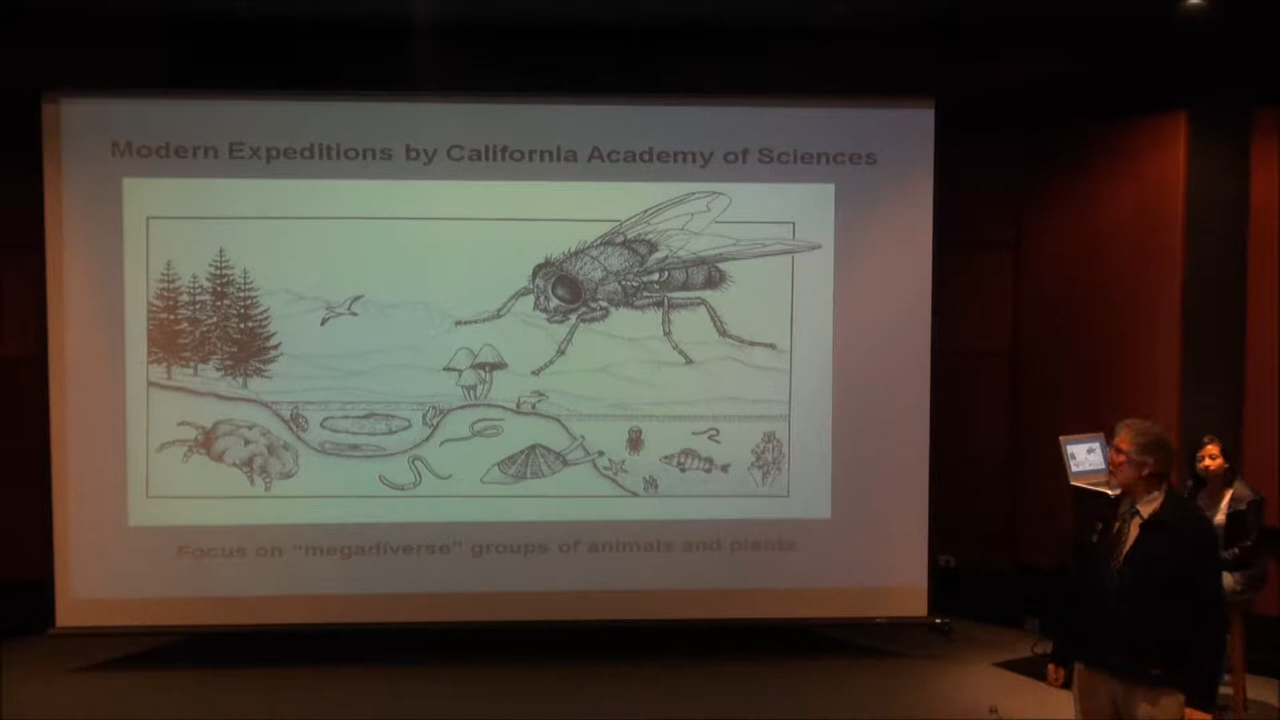 Modern Expeditions by California Academy of Sciences
Focus on "megadiverse" groups of animals and plants